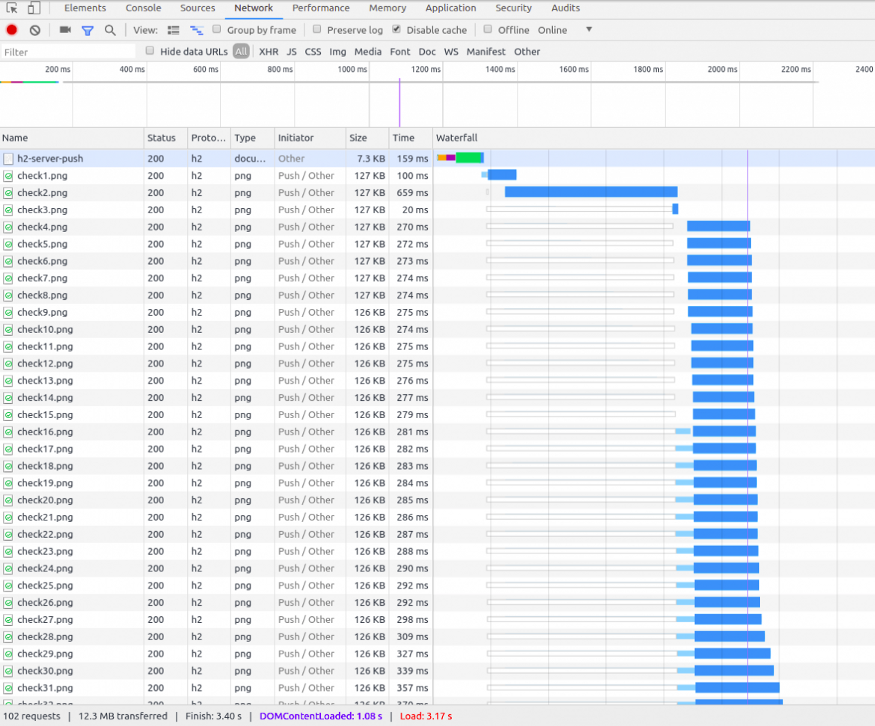 Elements Console Sources Network Performance Memory Application Security Audits
View: Group by frame Preserve log Disable cache Offline Online
Filter Hide data URLs All XHR JS CSS Img Media Font Doc WS Manifest Other
200 ms 400 ms 600 ms 800 ms 1000 ms 1200 ms 1400 ms 1600 ms 1800 ms 2000 ms 2200 ms 2400
Name Status Proto... Type Initiator Size Time Waterfall
h2-server-push 200 h2 docu... Other 7.3 KB 159 ms
check1.png 200 h2 png Push / Other 127 KB 100 ms
check2.png 200 h2 png Push / Other 127 KB 659 ms
check3.png 200 h2 png Push / Other 127 KB 20 ms
check4.png 200 h2 png Push / Other 127 KB 270 ms
check5.png 200 h2 png Push / Other 127 KB 272 ms
check6.png 200 h2 png Push / Other 127 KB 273 ms
check7.png 200 h2 png Push / Other 127 KB 274 ms
check8.png 200 h2 png Push / Other 127 KB 274 ms
check9.png 200 h2 png Push / Other 126 KB 275 ms
check10.png 200 h2 png Push / Other 126 KB 274 ms
check11.png 200 h2 png Push / Other 126 KB 275 ms
check12.png 200 h2 png Push / Other 126 KB 275 ms
check13.png 200 h2 png Push / Other 126 KB 276 ms
check14.png 200 h2 png Push / Other 126 KB 277 ms
check15.png 200 h2 png Push / Other 126 KB 279 ms
check16.png 200 h2 png Push / Other 126 KB 281 ms
check17.png 200 h2 png Push / Other 126 KB 282 ms
check18.png 200 h2 png Push / Other 126 KB 283 ms
check19.png 200 h2 png Push / Other 126 KB 284 ms
check20.png 200 h2 png Push / Other 126 KB 285 ms
check21.png 200 h2 png Push / Other 126 KB 286 ms
check22.png 200 h2 png Push / Other 126 KB 287 ms
check23.png 200 h2 png Push / Other 126 KB 288 ms
check24.png 200 h2 png Push / Other 126 KB 290 ms
check25.png 200 h2 png Push / Other 126 KB 292 ms
check26.png 200 h2 png Push / Other 126 KB 292 ms
check27.png 200 h2 png Push / Other 126 KB 298 ms
check28.png 200 h2 png Push / Other 126 KB 309 ms
check29.png 200 h2 png Push / Other 126 KB 327 ms
check30.png 200 h2 png Push / Other 126 KB 339 ms
check31.png 200 h2 png Push / Other 126 KB 357 ms
102 requests | 12.3 MB transferred | Finish: 3.40 s | DOMContentLoaded: 1.08 s | Load: 3.17 s